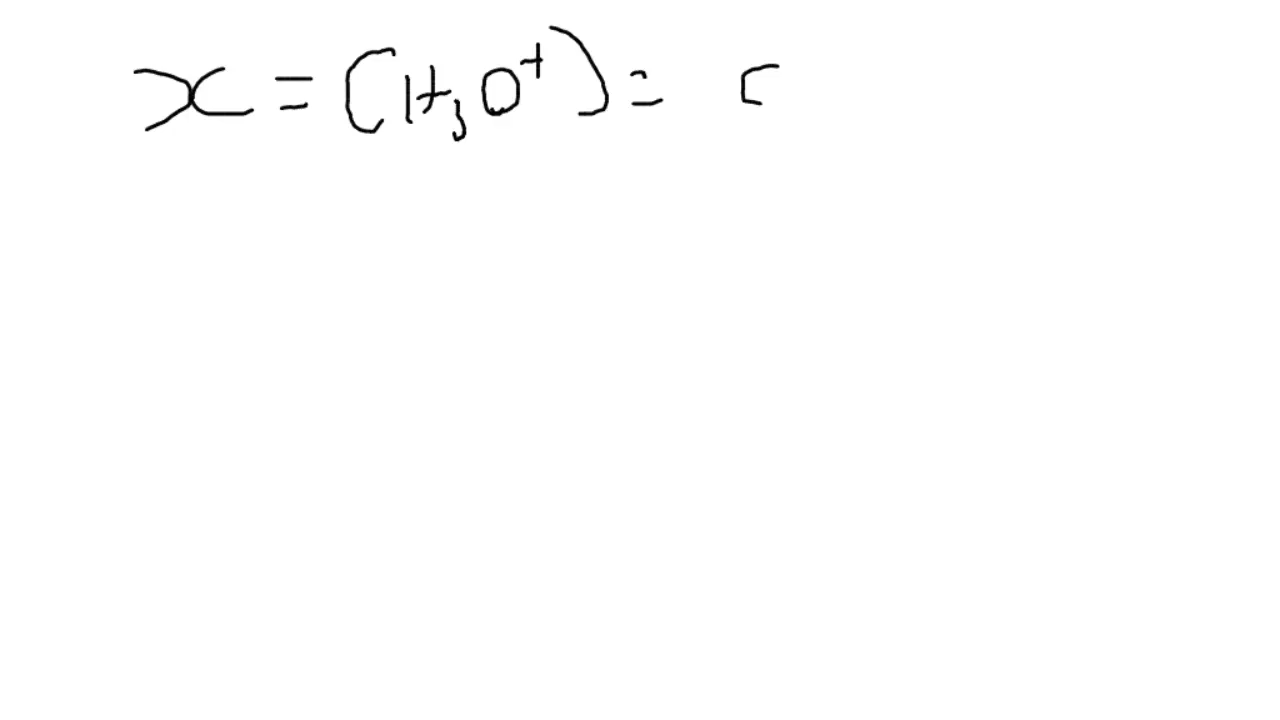 x = [H₃O⁺] =